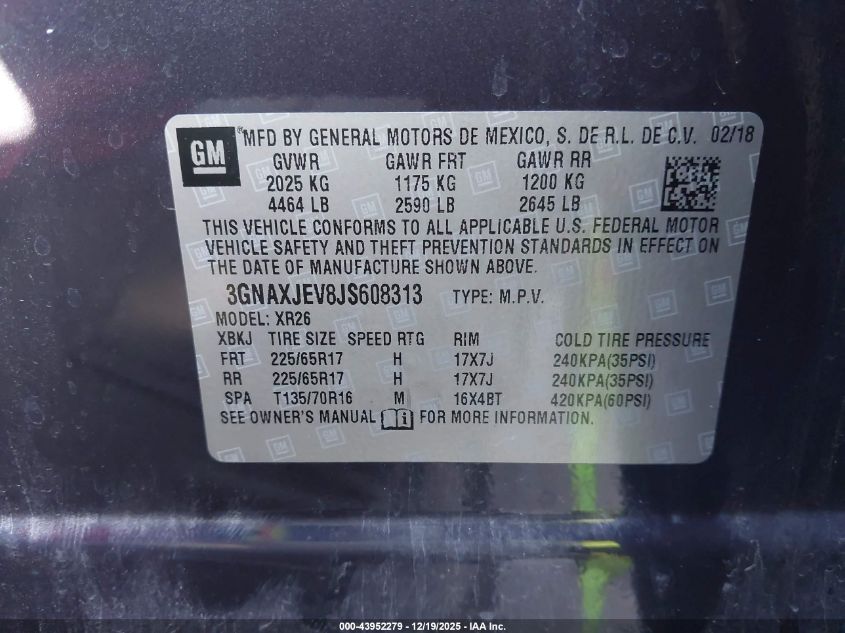 GM ® MFD BY GENERAL MOTORS DE MEXICO, S. DE R.L. DE C.V. 02/18
GVWR GAWR FRT GAWR RR
2025 KG 1175 KG 1200 KG
4464 LB 2590 LB 2645 LB
THIS VEHICLE CONFORMS TO ALL APPLICABLE U.S. FEDERAL MOTOR
VEHICLE SAFETY AND THEFT PREVENTION STANDARDS IN EFFECT ON
THE DATE OF MANUFACTURE SHOWN ABOVE.
3GNAXJEV8JS608313 TYPE: M.P.V.
MODEL: XR26
XBKJ TIRE SIZE SPEED RTG RIM COLD TIRE PRESSURE
FRT 225/65R17 H 17X7J 240KPA(35PSI)
RR 225/65R17 H 17X7J 240KPA(35PSI)
SPA T135/70R16 M 16X4BT 420KPA(60PSI)
SEE OWNER'S MANUAL FOR MORE INFORMATION.
000-43952279 - 12/19/2025 - IAA Inc.